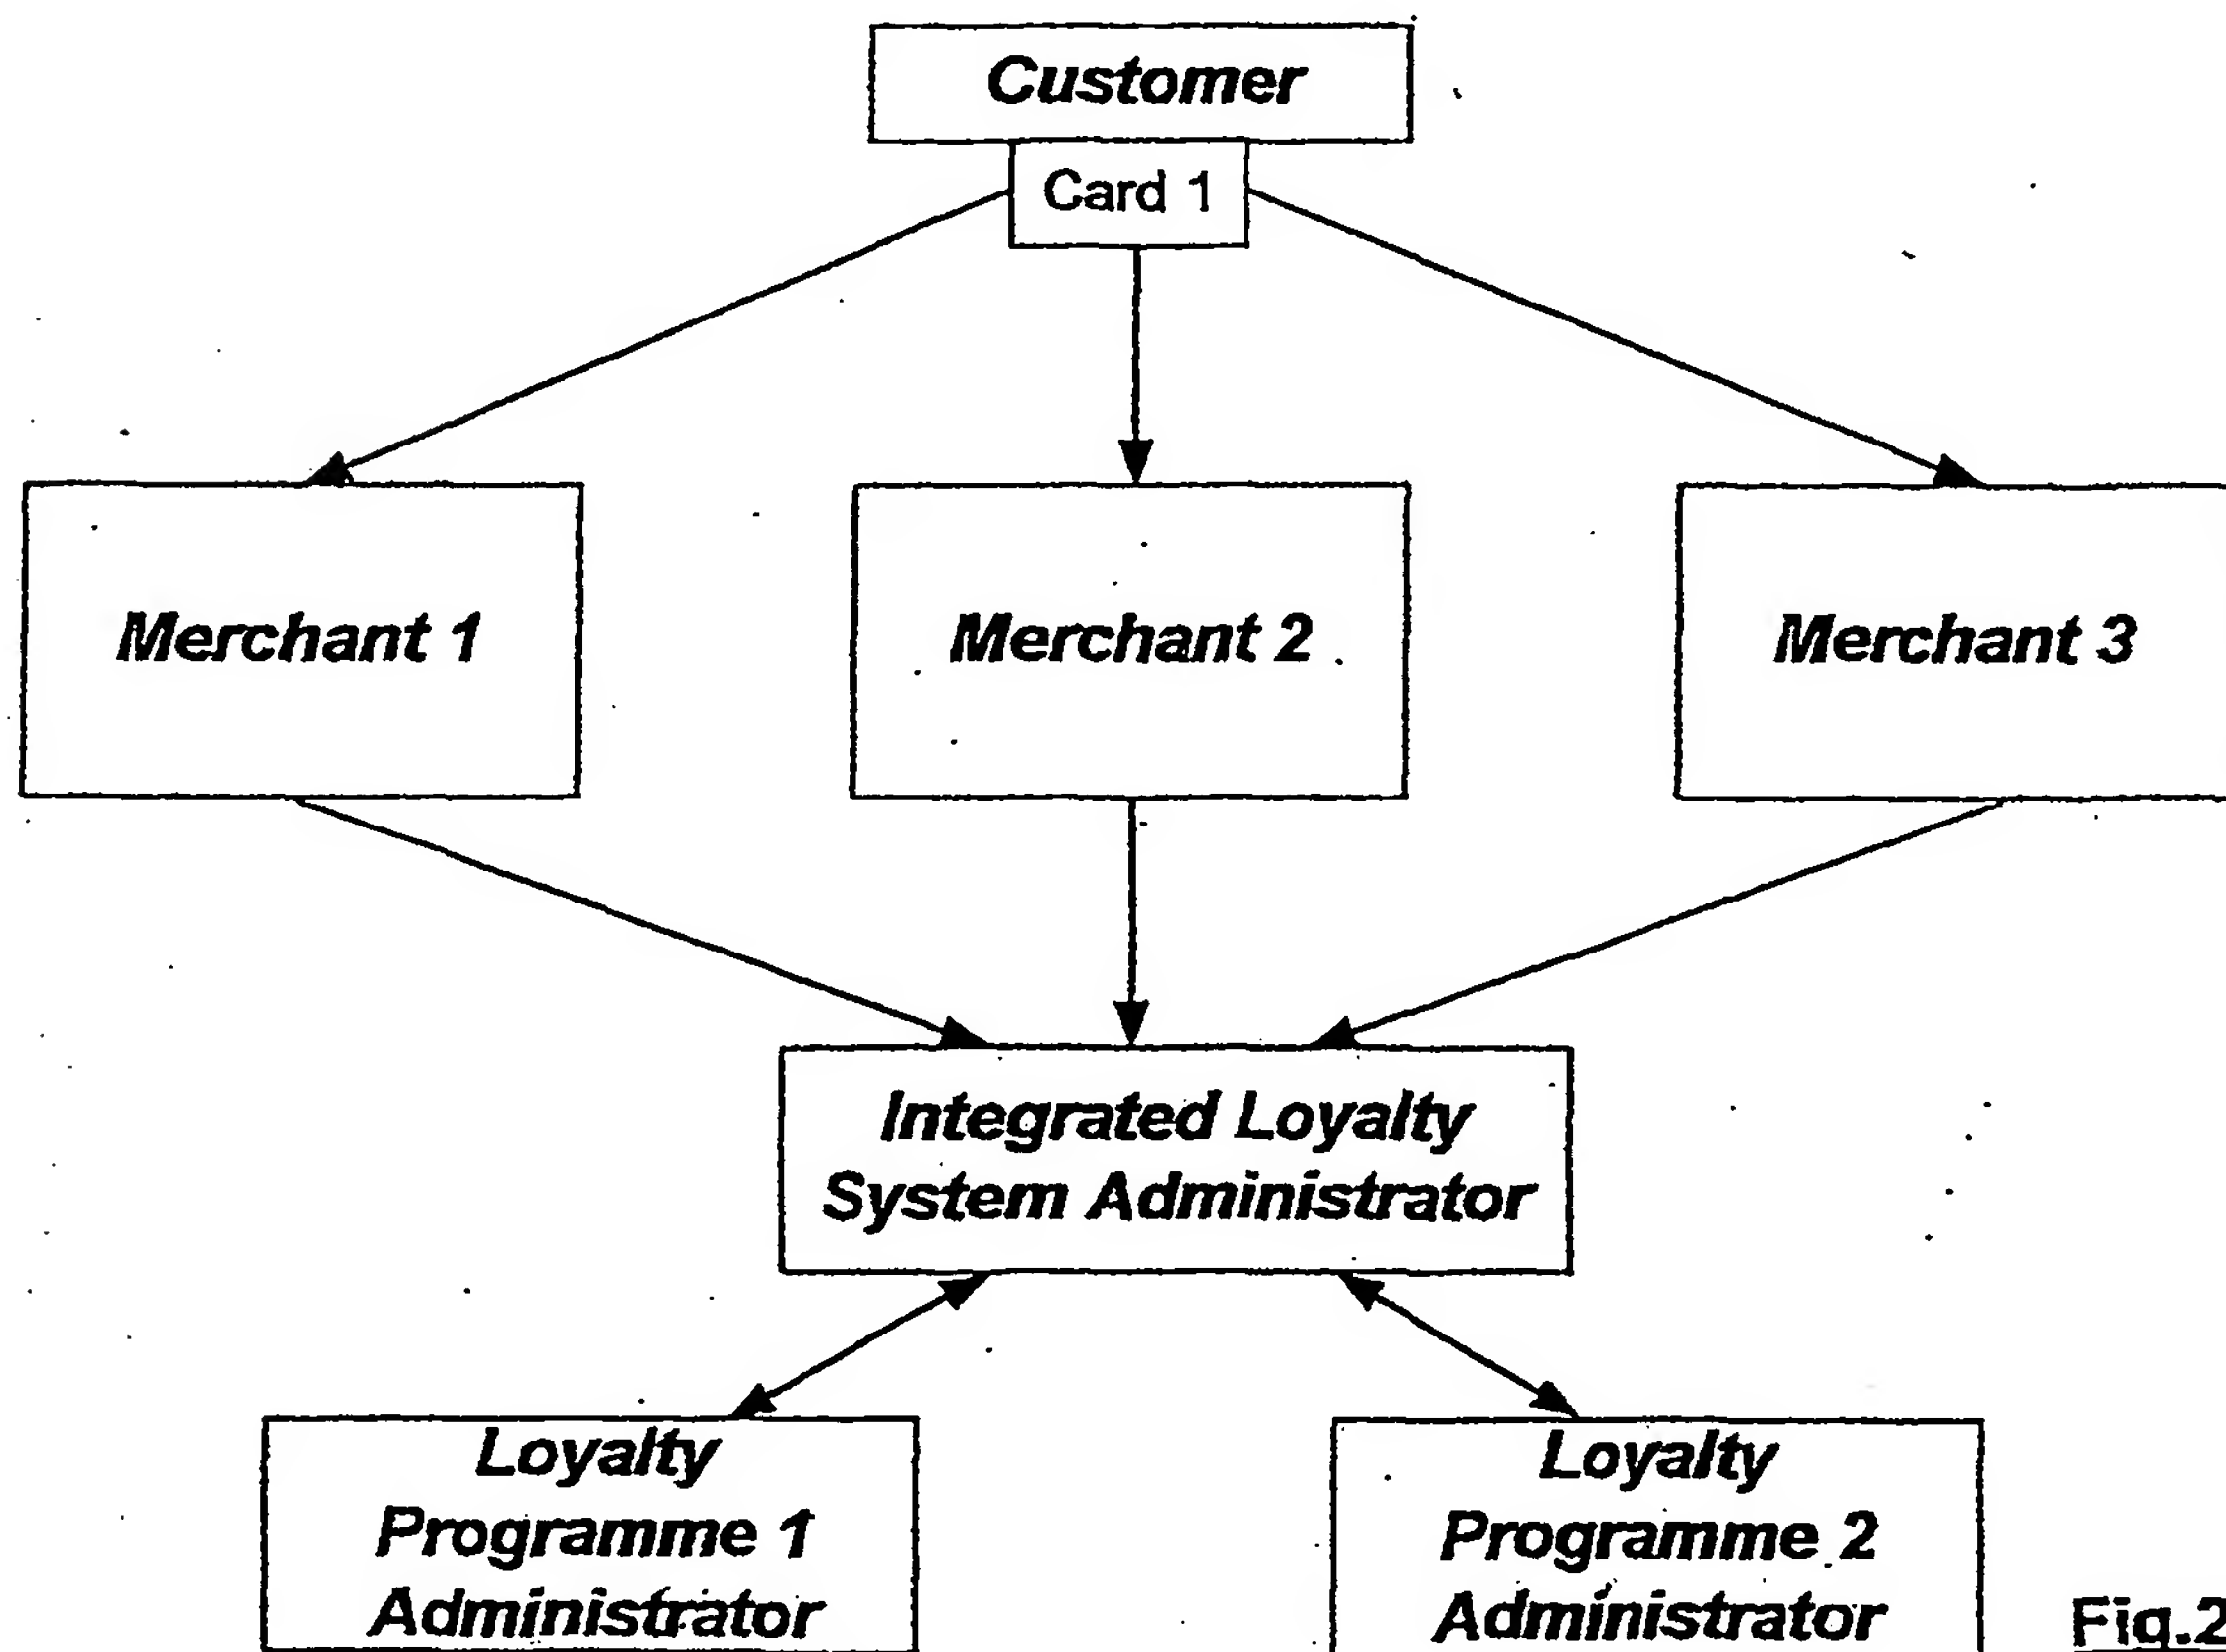 Customer
Card 1
Merchant 1
Merchant 2
Merchant 3
Integrated Loyalty
System Administrator
Loyalty
Programme 1
Administrator
Loyalty
Programme 2
Administrator
Fig.2